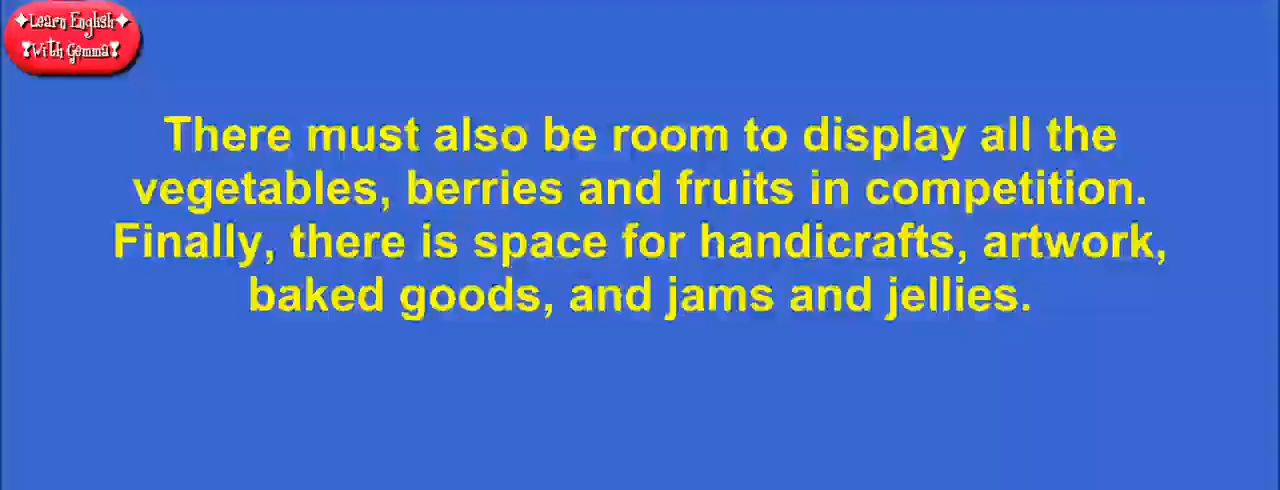 Learn English
With Gemma
There must also be room to display all the
vegetables, berries and fruits in competition.
Finally, there is space for handicrafts, artwork,
baked goods, and jams and jellies.